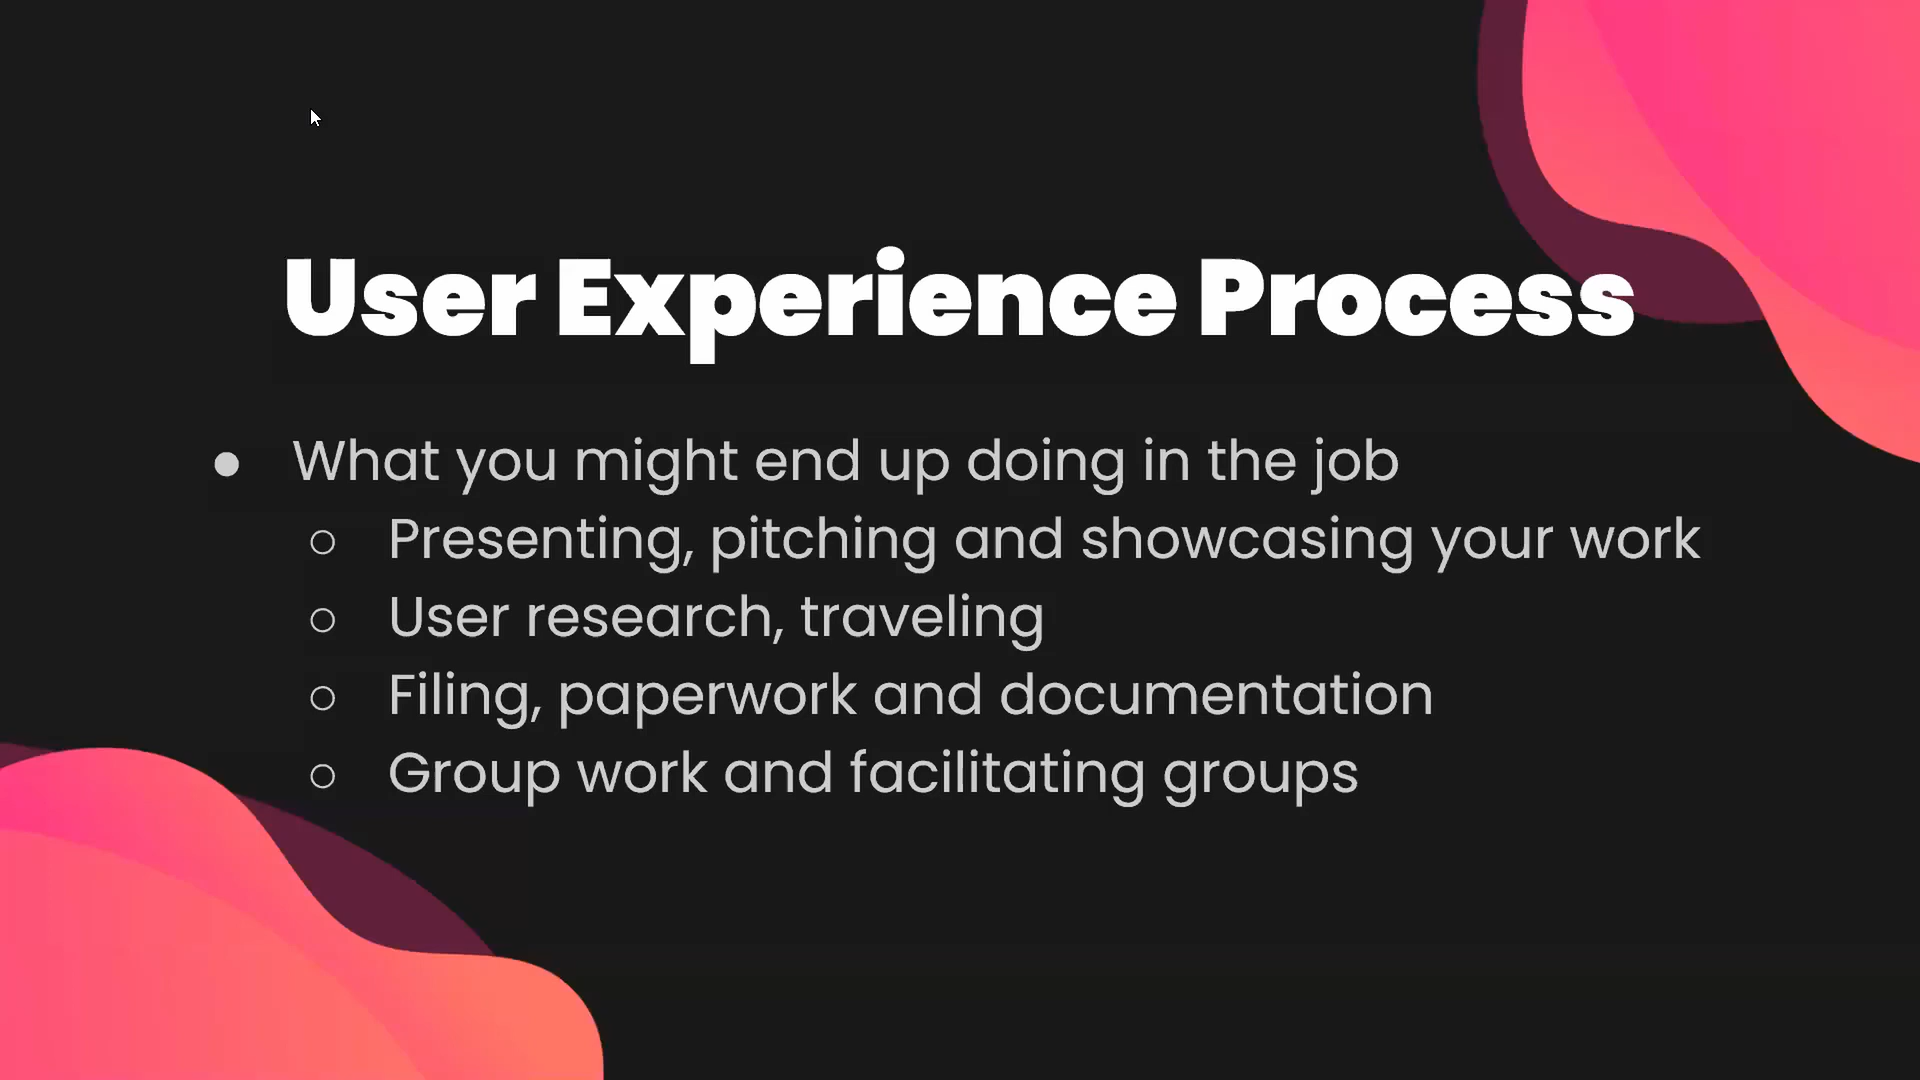 User Experience Process
● What you might end up doing in the job
○ Presenting, pitching and showcasing your work
○ User research, traveling
○ Filing, paperwork and documentation
○ Group work and facilitating groups